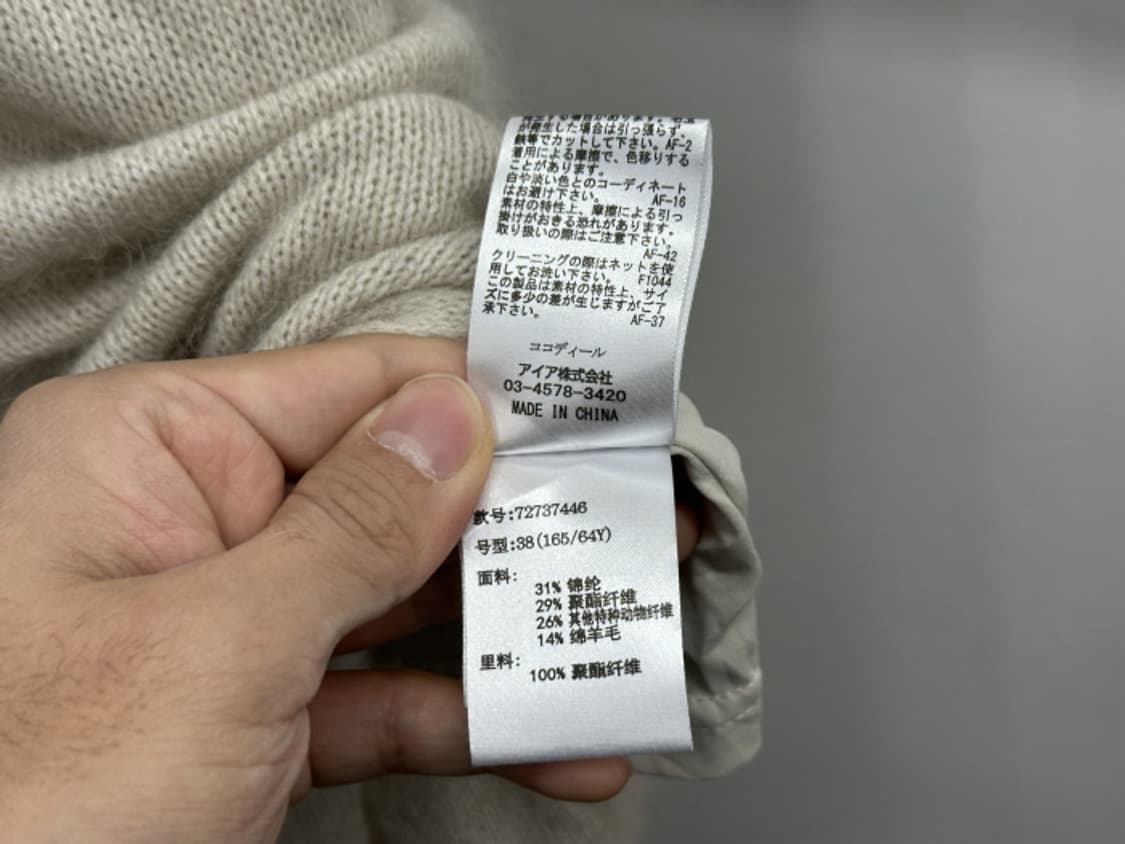 が発生した場合は引っ張らず、
鋏等でカットして下さい。AF-2
着用による摩擦で、色移りする
ことがあります。
白や淡い色とのコーディネート
はお避け下さい。 AF-16
素材の特性上、摩擦による引っ
掛けがおきる恐れがあります。
取り扱いの際はご注意下さい。
AF-42
クリーニングの際はネットを使
用してお洗い下さい。 F1044
この製品は素材の特性上、サイ
ズに多少の差が生じますがご了
承下さい。 AF-37
ココディール
アイア株式会社
03-4578-3420
MADE IN CHINA
款号:72737446
号型:38(165/64Y)
面料:
31% 锦纶
29% 聚酯纤维
26% 其他特种动物纤维
14% 绵羊毛
里料:
100% 聚酯纤维